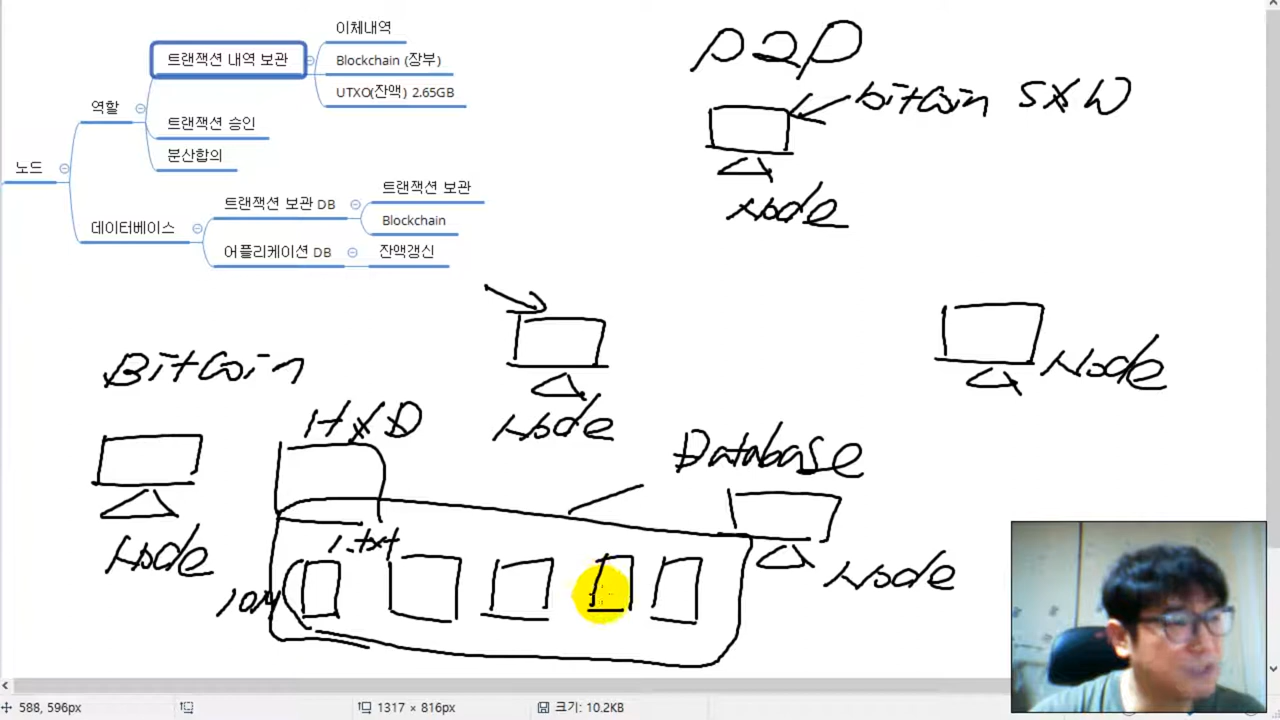 이체내역
트랜잭션 내역 보관
Blockchain (장부)
UTXO(잔액) 2.65GB
역할
트랜잭션 승인
분산합의
노드
트랜잭션 보관
트랜잭션 보관 DB
Blockchain
데이터베이스
어플리케이션 DB
잔액갱신
P2P
bitcoin S/W
Node
BitCoin
Node
Node
H/D
Database
Node
1.txt
Node
10M
588, 596px
1317 × 816px
크기: 10.2KB